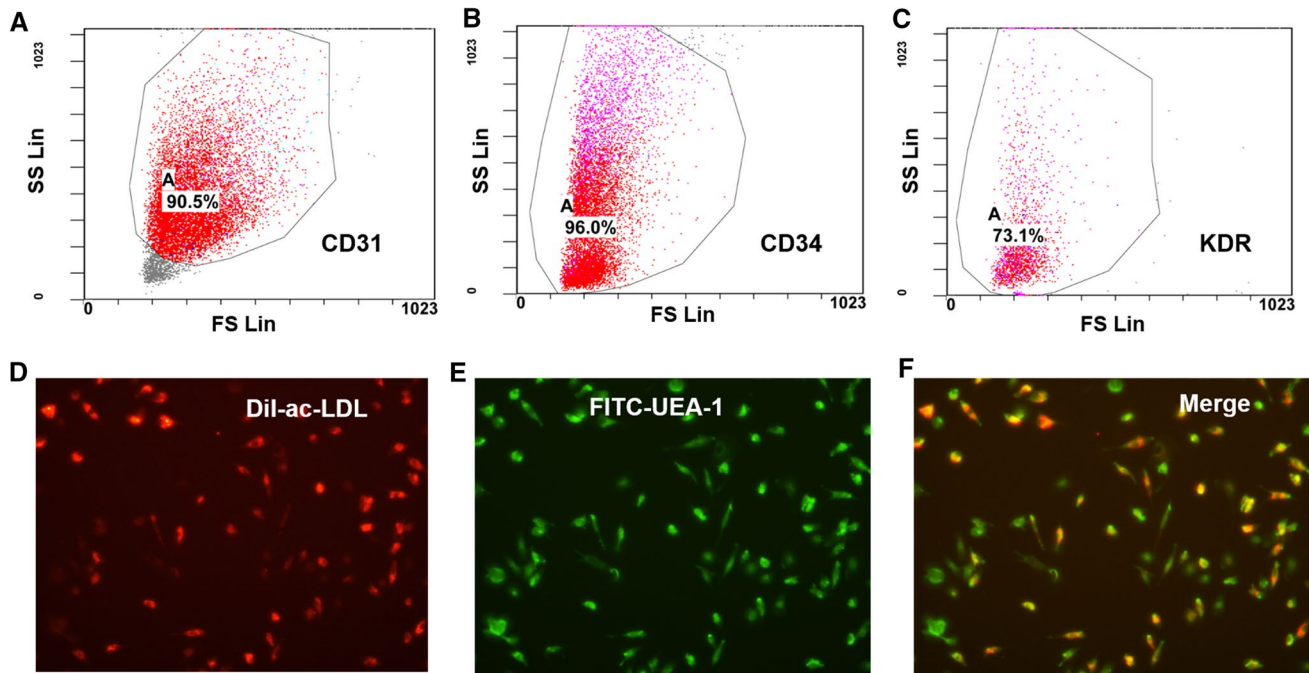 A
SS Lin
1023
0
A
90.5%
CD31
0
1023
FS Lin
B
SS Lin
1023
0
A
96.0%
CD34
0
1023
FS Lin
C
SS Lin
1023
0
A
73.1%
KDR
0
1023
FS Lin
D
Dil-ac-LDL
E
FITC-UEA-1
F
Merge